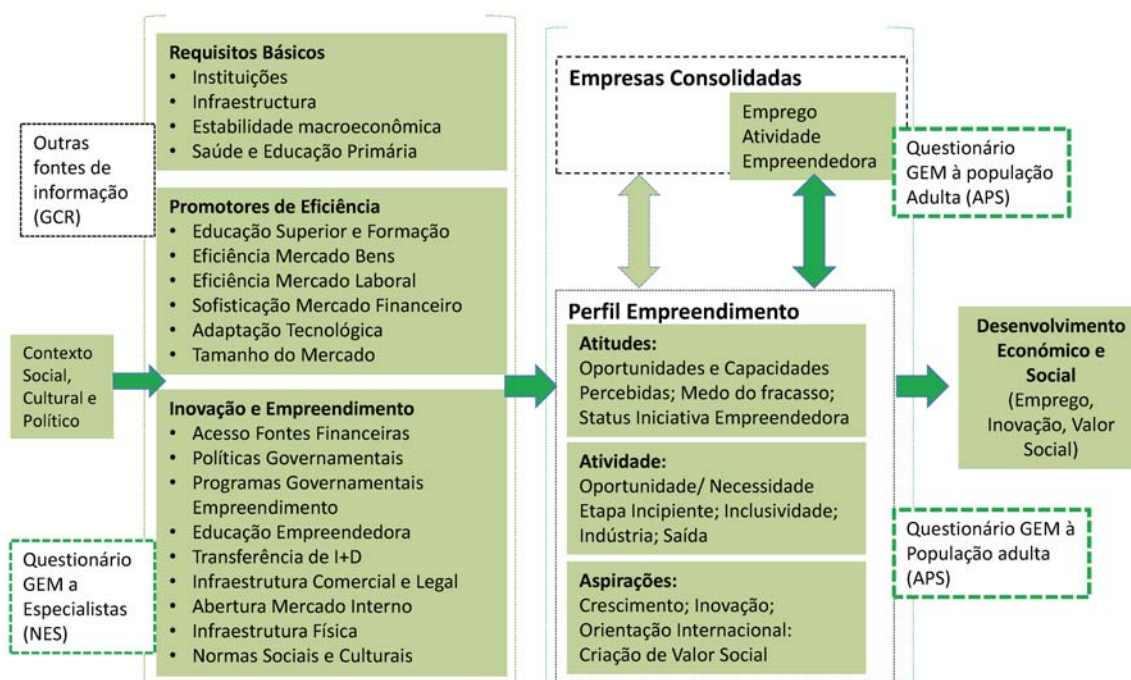 Contexto
Social,
Cultural e
Político
Outras
fontes de
informação
(GCR)
Questionário
GEM a
Especialistas
(NES)
Requisitos Básicos
• Instituições
• Infraestructura
• Estabilidade macroeconômica
• Saúde e Educação Primária
Promotores de Eficiência
• Educação Superior e Formação
• Eficiência Mercado Bens
• Eficiência Mercado Laboral
• Sofisticação Mercado Financeiro
• Adaptação Tecnológica
• Tamanho do Mercado
Inovação e Empreendimento
• Acesso Fontes Financeiras
• Políticas Governamentais
• Programas Governamentais
Empreendimento
• Educação Empreendedora
• Transferência de I+D
• Infraestrutura Comercial e Legal
• Abertura Mercado Interno
• Infraestrutura Física
• Normas Sociais e Culturais
Empresas Consolidadas
Emprego
Atividade
Empreendedora
Perfil Empreendimento
Atitudes:
Oportunidades e Capacidades
Percebidas; Medo do fracasso;
Status Iniciativa Empreendedora
Atividade:
Oportunidade/ Necessidade
Etapa Incipiente; Inclusividade;
Indústria; Saída
Aspirações:
Crescimento; Inovação;
Orientação Internacional:
Criação de Valor Social
Questionário
GEM à população
Adulta (APS)
Desenvolvimento
Económico e
Social
(Emprego,
Inovação, Valor
Social)
Questionário GEM à
População adulta
(APS)